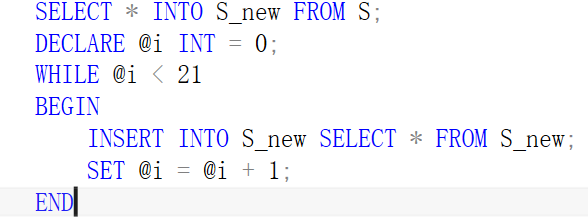 SELECT * INTO S_new FROM S;
DECLARE @i INT = 0;
WHILE @i < 21
BEGIN
    INSERT INTO S_new SELECT * FROM S_new;
    SET @i = @i + 1;
END